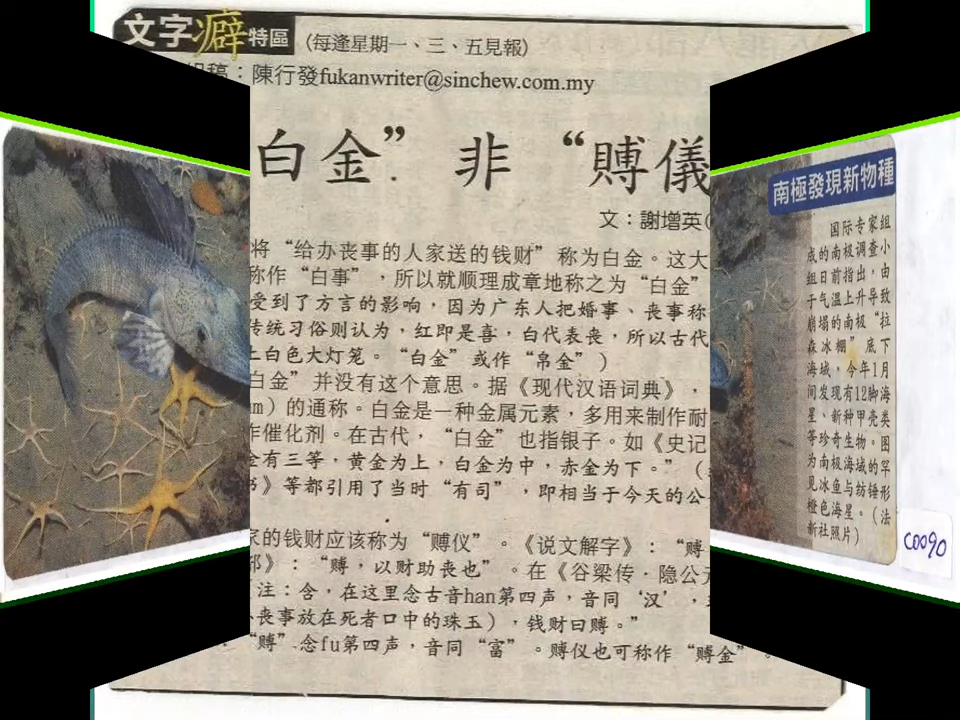 文字癖特區 (每逢星期一、三、五見報)
稿：陳行發fukanwriter@sinchew.com.my
白金” 非 “賻儀
文：謝增英(
将“给办丧事的人家送的钱财”称为白金。这大
称作“白事”，所以就顺理成章地称之为“白金”
受到了方言的影响，因为广东人把婚事、丧事称
传统习俗则认为，红即是喜，白代表丧，所以古代
上白色大灯笼。“白金”或作“帛金”)
白金”并没有这个意思。据《现代汉语词典》，
m）的通称。白金是一种金属元素，多用来制作耐
作催化剂。在古代，“白金”也指银子。如《史记
金有三等，黄金为上，白金为中，赤金为下。”（
书》等都引用了当时“有司”，即相当于今天的公
家的钱财应该称为“赙仪”。《说文解字》：“赙
》：“赙，以财助丧也”。在《谷梁传·隐公元
注：含，在这里念古音han第四声，音同‘汉’，
丧事放在死者口中的珠玉），钱财曰赙。”
“赙”念fu第四声，音同“富”。赙仪也可称作“赙金”。
南極發現新物種
国际专家组
成的南极调查小
组日前指出，由
于气温上升导致
崩塌的南极“拉
森冰棚”底下
海域，今年1月
间发现有12脚海
星、新种甲壳类
等珍奇生物。图
为南极海域的罕
见冰鱼与纺锤形
橙色海星。（法
新社照片）
C0090